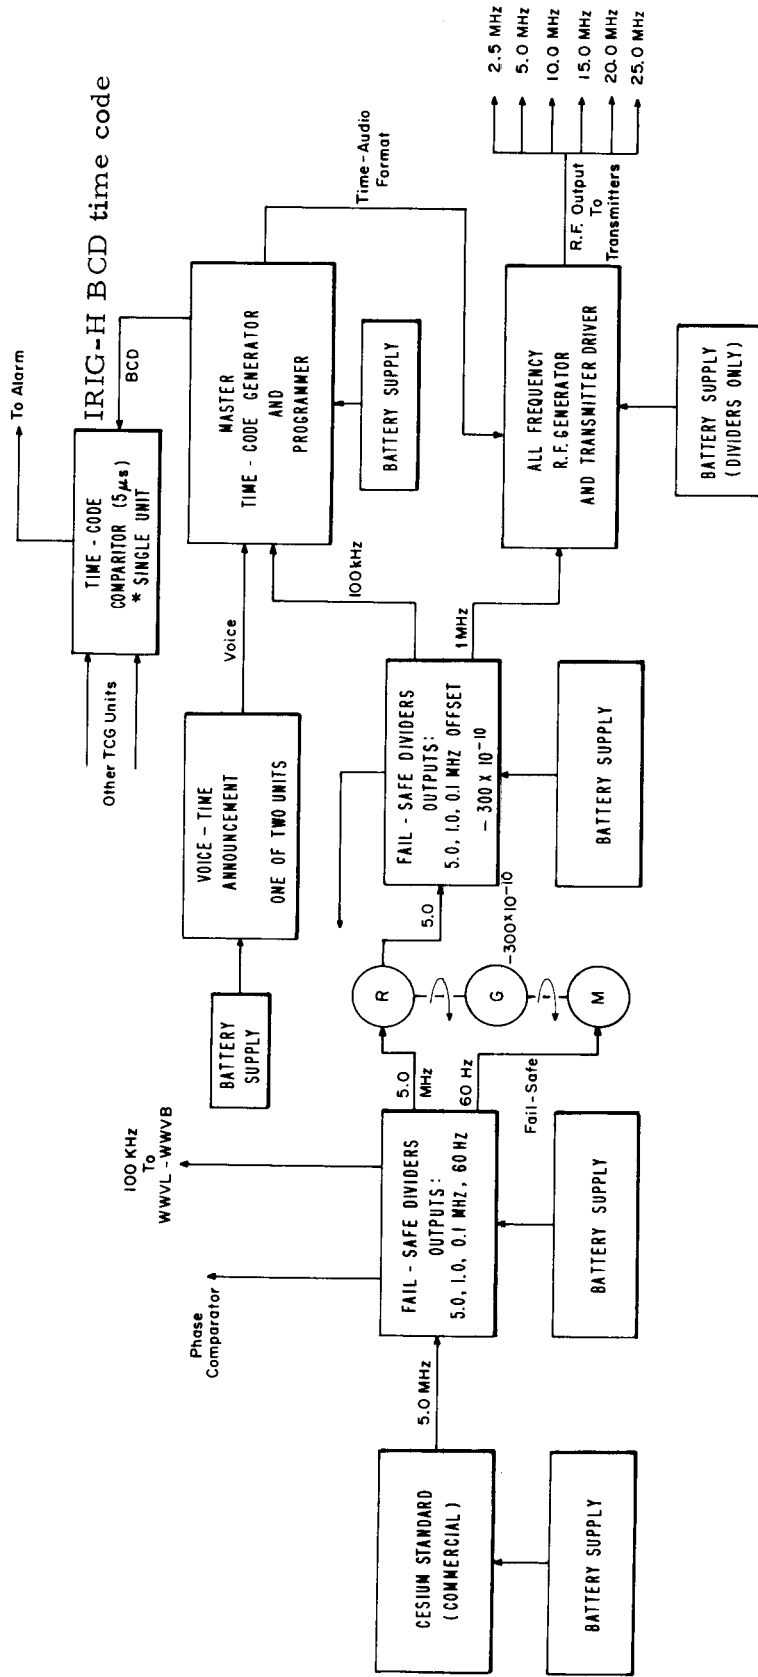 To Alarm
IRIG-H BCD time code
BCD
TIME - CODE
COMPARITOR (5μs)
* SINGLE UNIT
Other TCG Units
Time-Audio
Format
MASTER
TIME - CODE GENERATOR
AND
PROGRAMMER
BATTERY SUPPLY
Voice
100 kHz
VOICE - TIME
ANNOUNCEMENT
ONE OF TWO UNITS
BATTERY
SUPPLY
100 KHz
To
WWVL - WWVB
Phase
Comparator
CESIUM STANDARD
(COMMERCIAL)
BATTERY SUPPLY
5.0 MHz
FAIL - SAFE DIVIDERS
OUTPUTS:
5.0, 1.0, 0.1 MHZ, 60 HZ
BATTERY SUPPLY
5.0
MHz
60 Hz
Fail-Safe
R
G
M
-300x10-10
5.0
FAIL - SAFE DIVIDERS
OUTPUTS:
5.0, 1.0, 0.1 MHZ OFFSET
- 300 X 10-10
BATTERY SUPPLY
1 MHz
ALL FREQUENCY
R.F. GENERATOR
AND TRANSMITTER DRIVER
BATTERY SUPPLY
(DIVIDERS ONLY)
R.F. Output
To
Transmitters
2.5 MHz
5.0 MHz
10.0 MHz
15.0 MHz
20.0 MHz
25.0 MHz